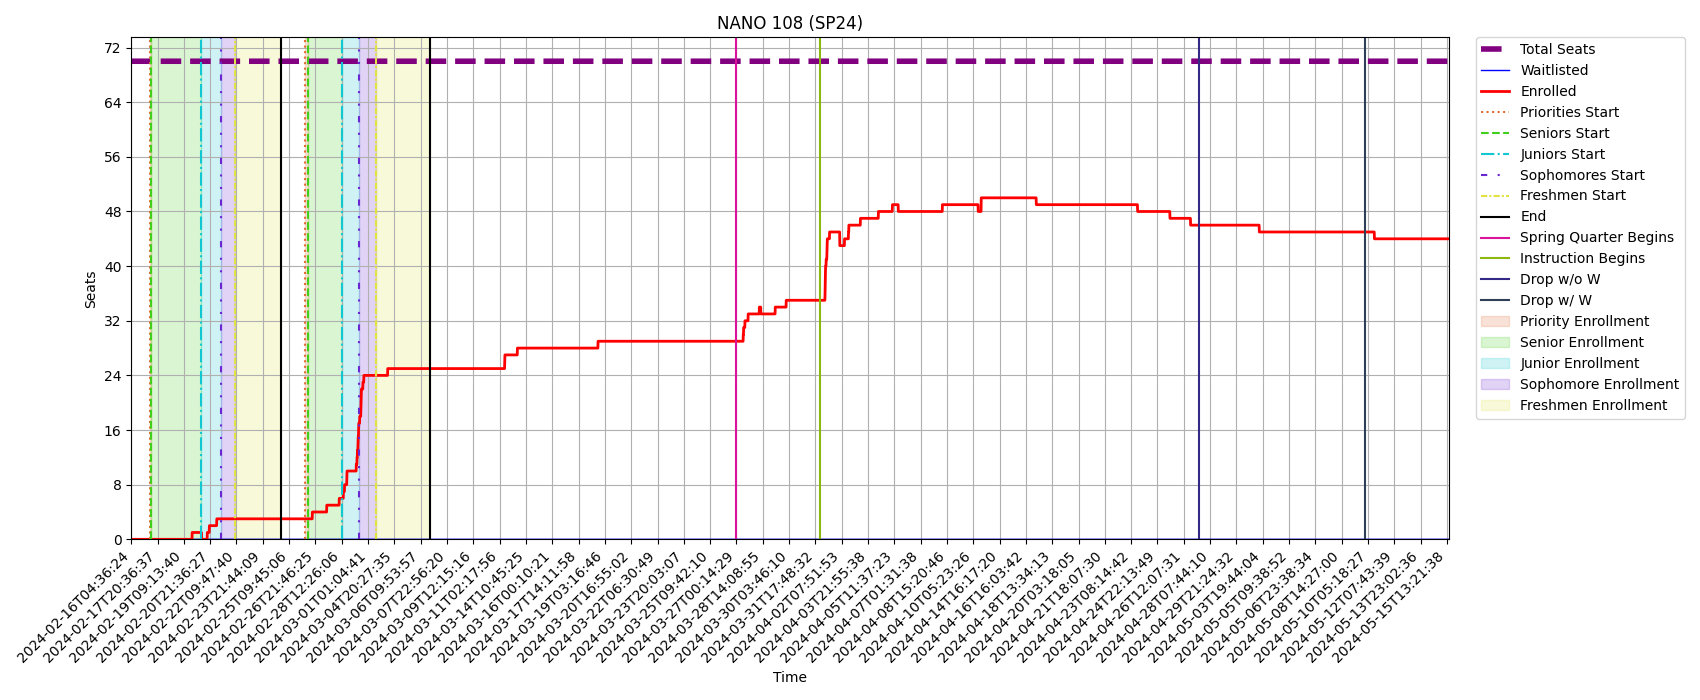 NANO 108 (SP24)
72
64
56
48
40
32
24
16
8
0
Seats
2024-02-16T04:36:24
2024-02-17T20:36:37
2024-02-19T09:13:40
2024-02-20T21:36:27
2024-02-22T09:47:40
2024-02-23T21:44:09
2024-02-25T09:45:06
2024-02-26T21:46:25
2024-02-28T12:26:06
2024-03-01T01:04:41
2024-03-04T20:27:35
2024-03-06T09:53:57
2024-03-07T22:56:20
2024-03-09T12:15:16
2024-03-11T02:17:56
2024-03-14T10:45:25
2024-03-16T00:10:21
2024-03-17T14:11:58
2024-03-19T03:16:46
2024-03-20T16:55:02
2024-03-22T06:30:49
2024-03-23T20:03:07
2024-03-25T09:42:10
2024-03-27T00:14:29
2024-03-28T14:08:55
2024-03-30T03:46:10
2024-03-31T17:48:32
2024-04-02T07:51:53
2024-04-03T21:55:38
2024-04-05T11:37:23
2024-04-07T01:31:38
2024-04-08T15:20:46
2024-04-10T05:23:26
2024-04-14T16:17:20
2024-04-16T16:03:42
2024-04-18T13:34:13
2024-04-20T03:18:05
2024-04-21T18:07:30
2024-04-23T08:14:42
2024-04-24T22:13:49
2024-04-26T12:07:31
2024-04-28T07:44:10
2024-04-29T21:24:32
2024-05-03T19:44:04
2024-05-05T09:38:52
2024-05-06T23:38:34
2024-05-08T14:27:00
2024-05-10T05:18:27
2024-05-12T07:43:39
2024-05-13T23:02:36
2024-05-15T13:21:38
Time
Total Seats
Waitlisted
Enrolled
Priorities Start
Seniors Start
Juniors Start
Sophomores Start
Freshmen Start
End
Spring Quarter Begins
Instruction Begins
Drop w/o W
Drop w/ W
Priority Enrollment
Senior Enrollment
Junior Enrollment
Sophomore Enrollment
Freshmen Enrollment